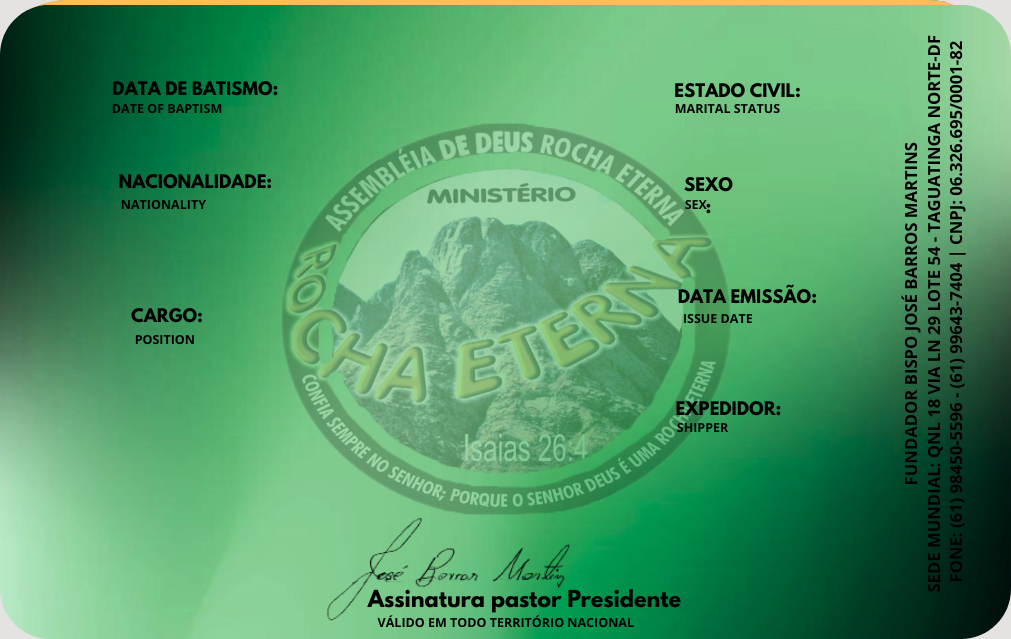 DATA DE BATISMO:
DATE OF BAPTISM
ESTADO CIVIL:
MARITAL STATUS
NACIONALIDADE:
NATIONALITY
SEXO
SEX:
CARGO:
POSITION
DATA EMISSÃO:
ISSUE DATE
EXPEDIDOR:
SHIPPER
ASSEMBLÉIA DE DEUS ROCHA ETERNA
MINISTÉRIO
ROCHA ETERNA
Isaias 26.4
CONFIA SEMPRE NO SENHOR; PORQUE O SENHOR DEUS É UMA ROCHA ETERNA
José Barros Martins
Assinatura pastor Presidente
VÁLIDO EM TODO TERRITÓRIO NACIONAL
FUNDADOR BISPO JOSÉ BARROS MARTINS
SEDE MUNDIAL: QNL 18 VIA LN 29 LOTE 54 - TAGUATINGA NORTE-DF
FONE: (61) 98450-5596 - (61) 99643-7404 | CNPJ: 06.326.695/0001-82